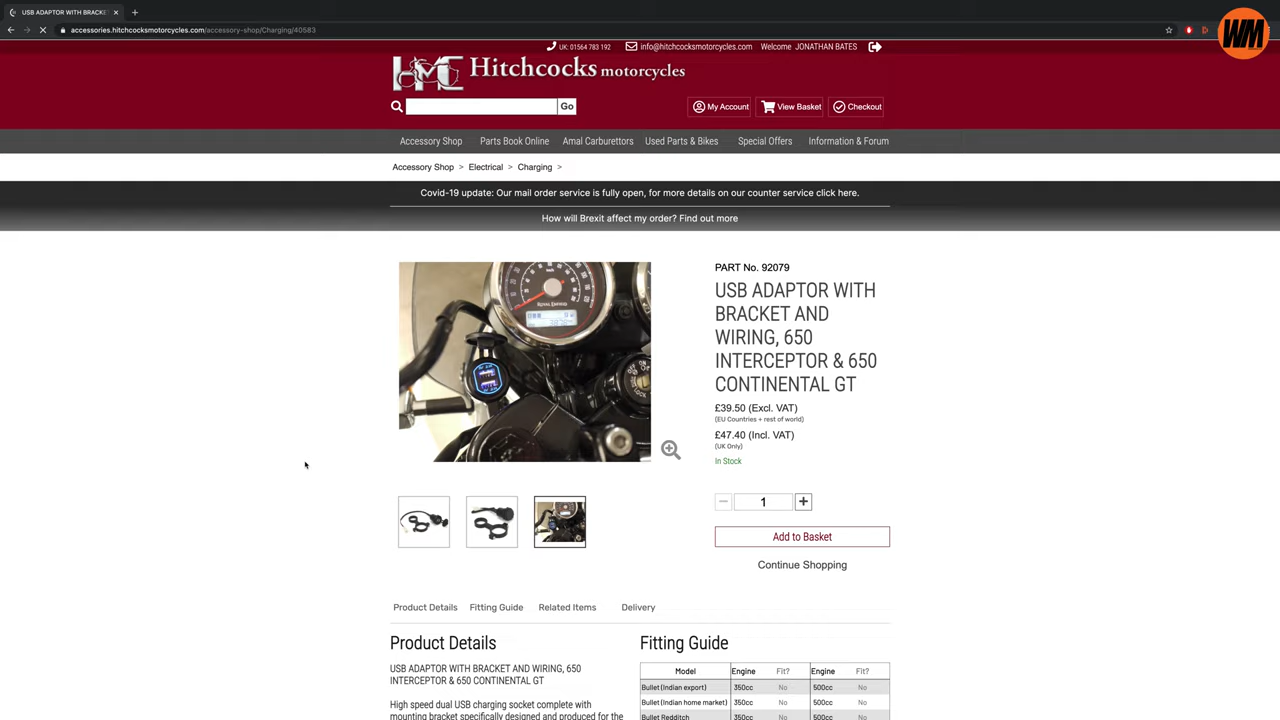 USB ADAPTOR WITH BRACKET
accessories.hitchcocksmotorcycles.com/accessory-shop/Charging/40583
WM
UK: 01564 783 192
info@hitchcocksmotorcycles.com
Welcome JONATHAN BATES
HMC Hitchcocks motorcycles
Go
My Account
View Basket
Checkout
Accessory Shop
Parts Book Online
Amal Carburettors
Used Parts & Bikes
Special Offers
Information & Forum
Accessory Shop > Electrical > Charging >
Covid-19 update: Our mail order service is fully open, for more details on our counter service click here.
How will Brexit affect my order? Find out more
ROYAL ENFIELD
LOCK
PART No. 92079
USB ADAPTOR WITH
BRACKET AND
WIRING, 650
INTERCEPTOR & 650
CONTINENTAL GT
£39.50 (Excl. VAT)
(EU Countries + rest of world)
£47.40 (Incl. VAT)
(UK Only)
In Stock
1
Add to Basket
Continue Shopping
Product Details
Fitting Guide
Related Items
Delivery
Product Details
USB ADAPTOR WITH BRACKET AND WIRING, 650
INTERCEPTOR & 650 CONTINENTAL GT
High speed dual USB charging socket complete with
mounting bracket specifically designed and produced for the
Fitting Guide
Model Engine Fit? Engine Fit?
Bullet (Indian export) 350cc No 500cc No
Bullet (Indian home market) 350cc No 500cc No
Bullet Redditch 350cc No 500cc No